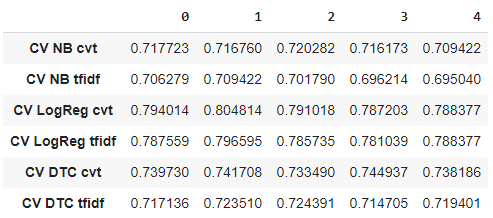 0 1 2 3 4
CV NB cvt 0.717723 0.716760 0.720282 0.716173 0.709422
CV NB tfidf 0.706279 0.709422 0.701790 0.696214 0.695040
CV LogReg cvt 0.794014 0.804814 0.791018 0.787203 0.788377
CV LogReg tfidf 0.787559 0.796595 0.785735 0.781039 0.788377
CV DTC cvt 0.739730 0.741708 0.733490 0.744937 0.738186
CV DTC tfidf 0.717136 0.723510 0.724391 0.714705 0.719401